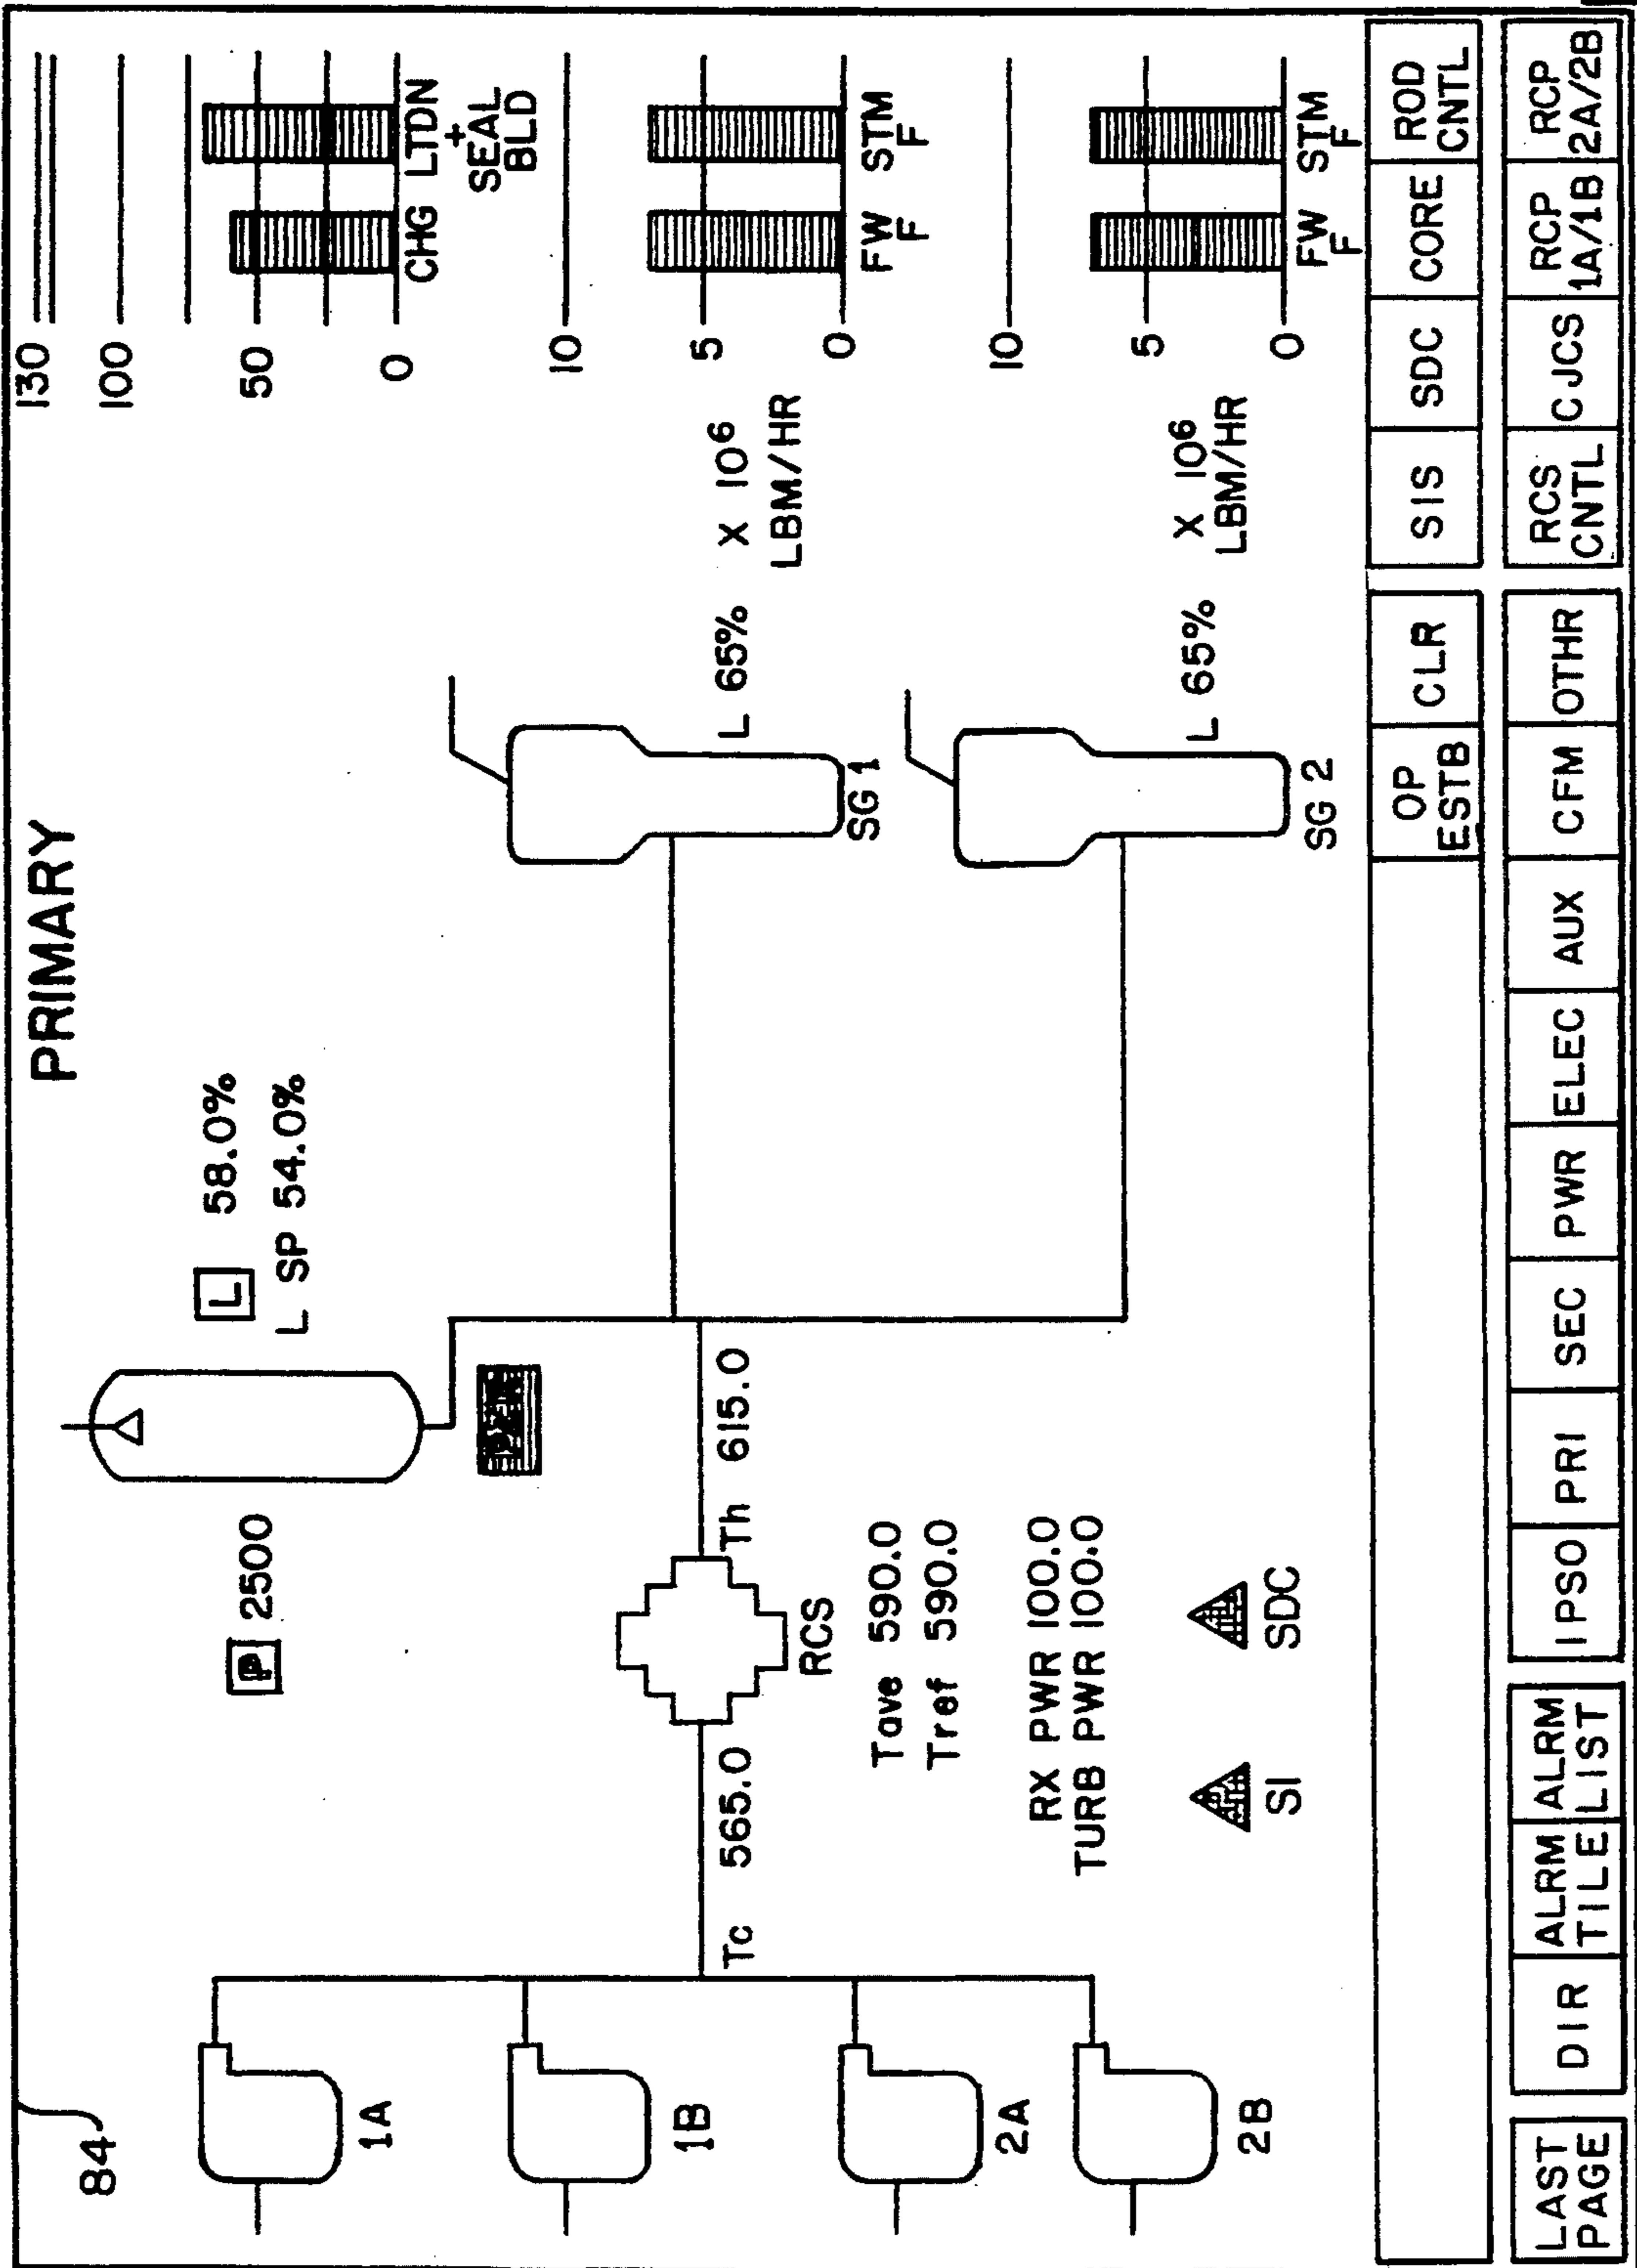 84
PRIMARY
P 2500
L 58.0%
L SP 54.0%
130
100
50
0
CHG LTDN
+
SEAL
BLD
1A
1B
2A
2B
Tc 565.0
Th 615.0
RCS
Tave 590.0
Tref 590.0
RX PWR 100.0
TURB PWR 100.0
SI
SDC
SG 1
L 65%
X 10⁶
LBM/HR
10
5
0
FW STM
F F
SG 2
L 65%
X 10⁶
LBM/HR
10
5
0
FW STM
F F
OP
ESTB
CLR
SIS
SDC
CORE
ROD
CNTL
LAST
PAGE
DIR
ALRM
TILE
ALRM
LIST
IPSO
PRI
SEC
PWR
ELEC
AUX
CFM
OTHR
RCS
CNTL
CJCS
RCP
1A/1B
RCP
2A/2B